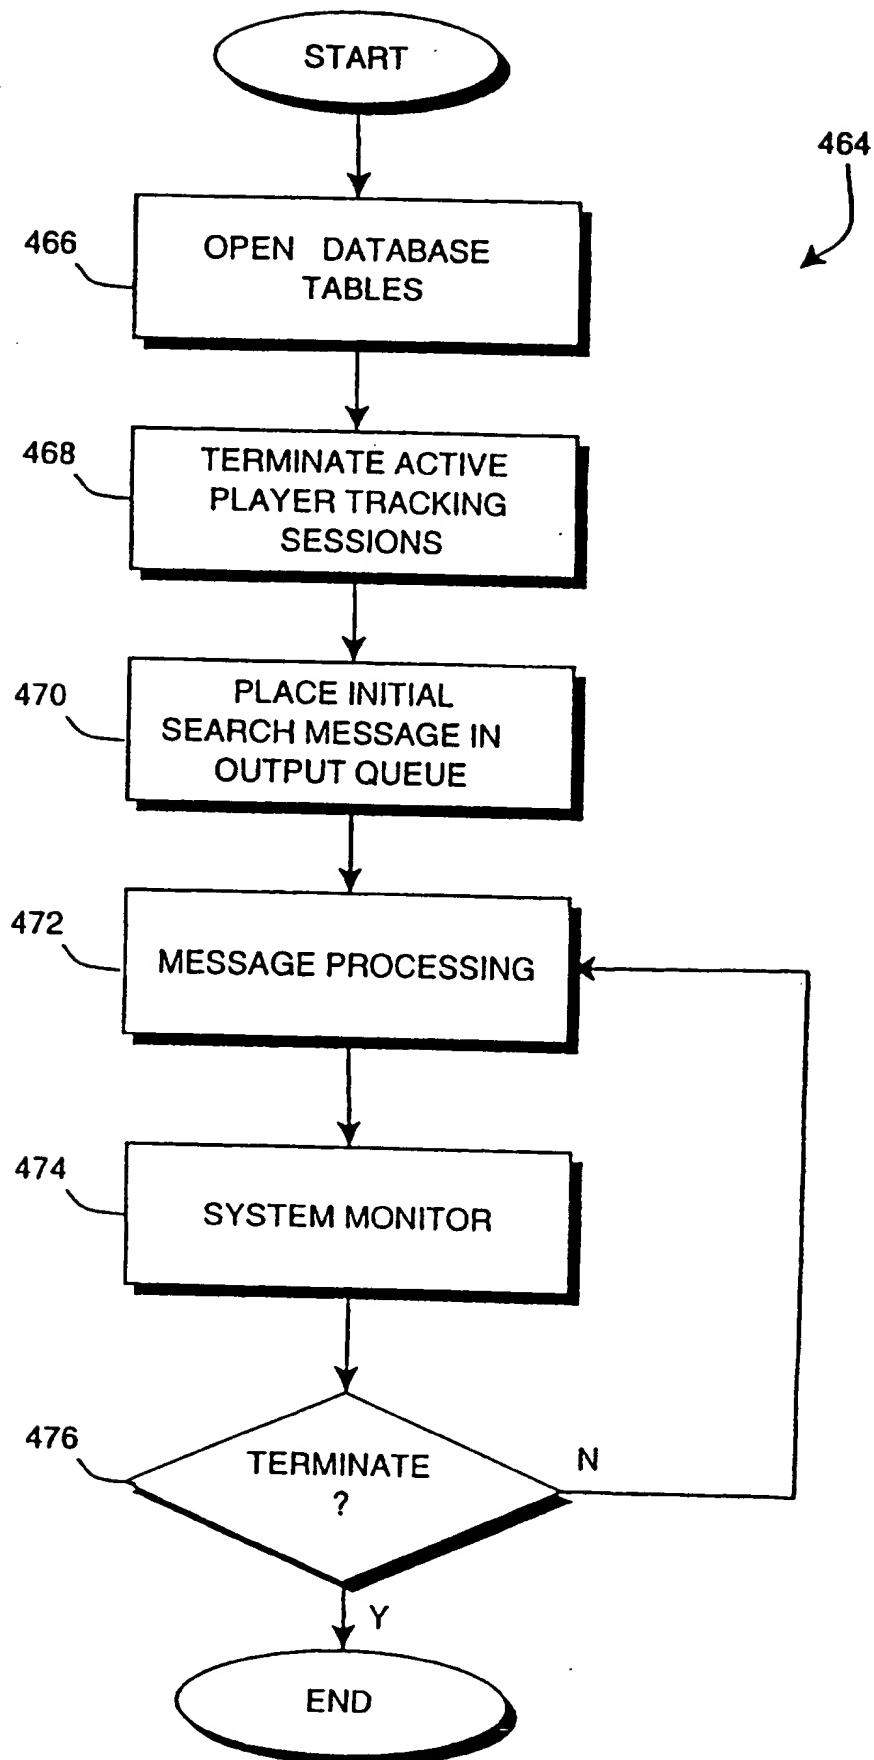 START
464
466
OPEN DATABASE
TABLES
468
TERMINATE ACTIVE
PLAYER TRACKING
SESSIONS
470
PLACE INITIAL
SEARCH MESSAGE IN
OUTPUT QUEUE
472
MESSAGE PROCESSING
474
SYSTEM MONITOR
476
TERMINATE
?
N
Y
END